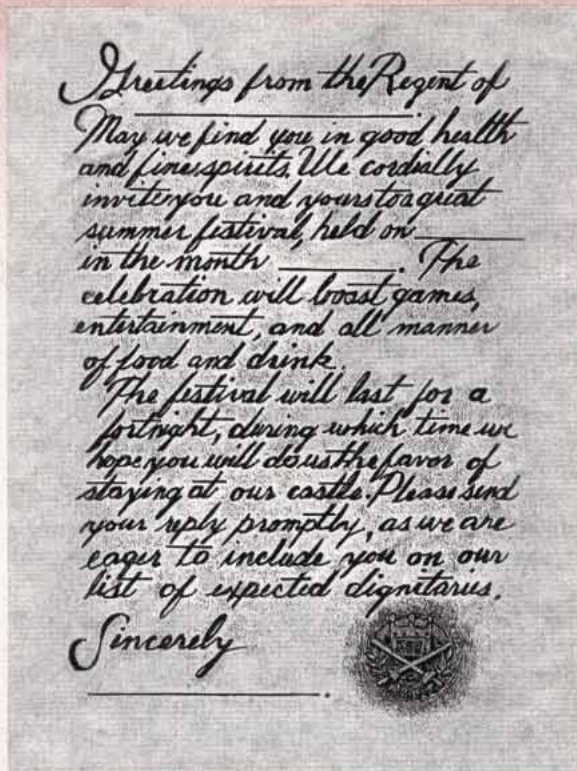 Greetings from the Regent of
____________________.
May we find you in good health
and fine spirits. We cordially
invite you and yours to a great
summer festival, held on ________
in the month ________. The
celebration will boast games,
entertainment, and all manner
of food and drink.
The festival will last for a
fortnight, during which time we
hope you will do us the favor of
staying at our castle. Please send
your reply promptly, as we are
eager to include you on our
list of expected dignitaries.
Sincerely
____________________.